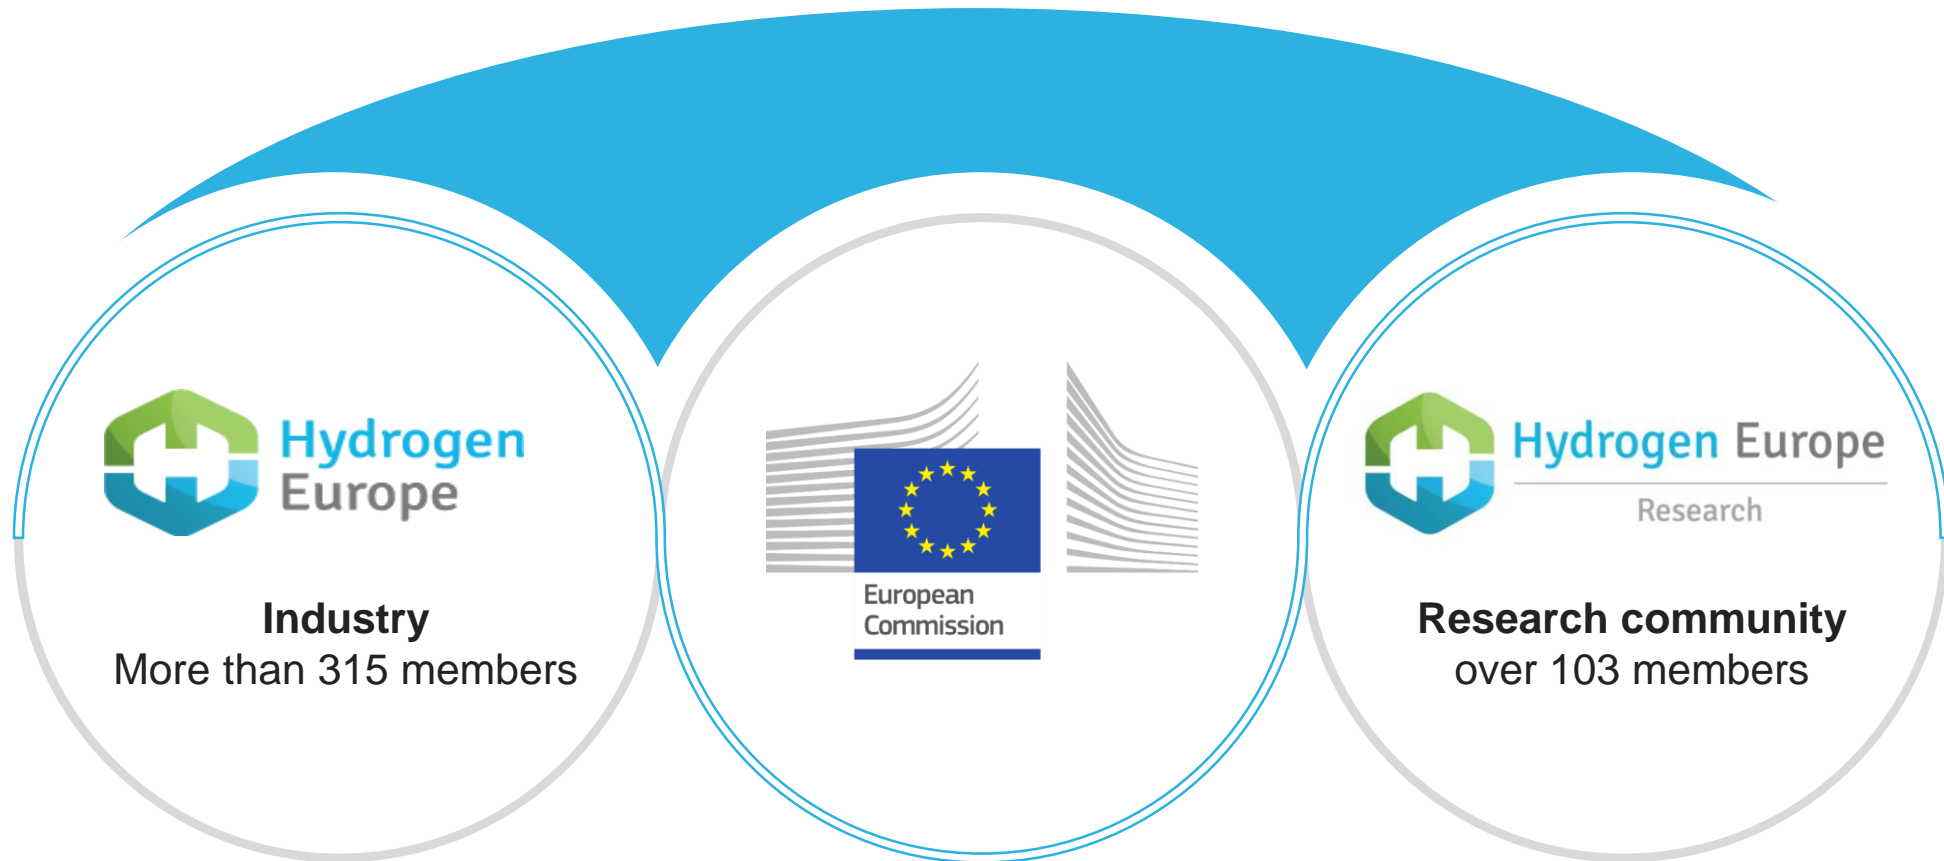 Hydrogen
Europe
Industry
More than 315 members
European
Commission
Hydrogen Europe
Research
Research community
over 103 members